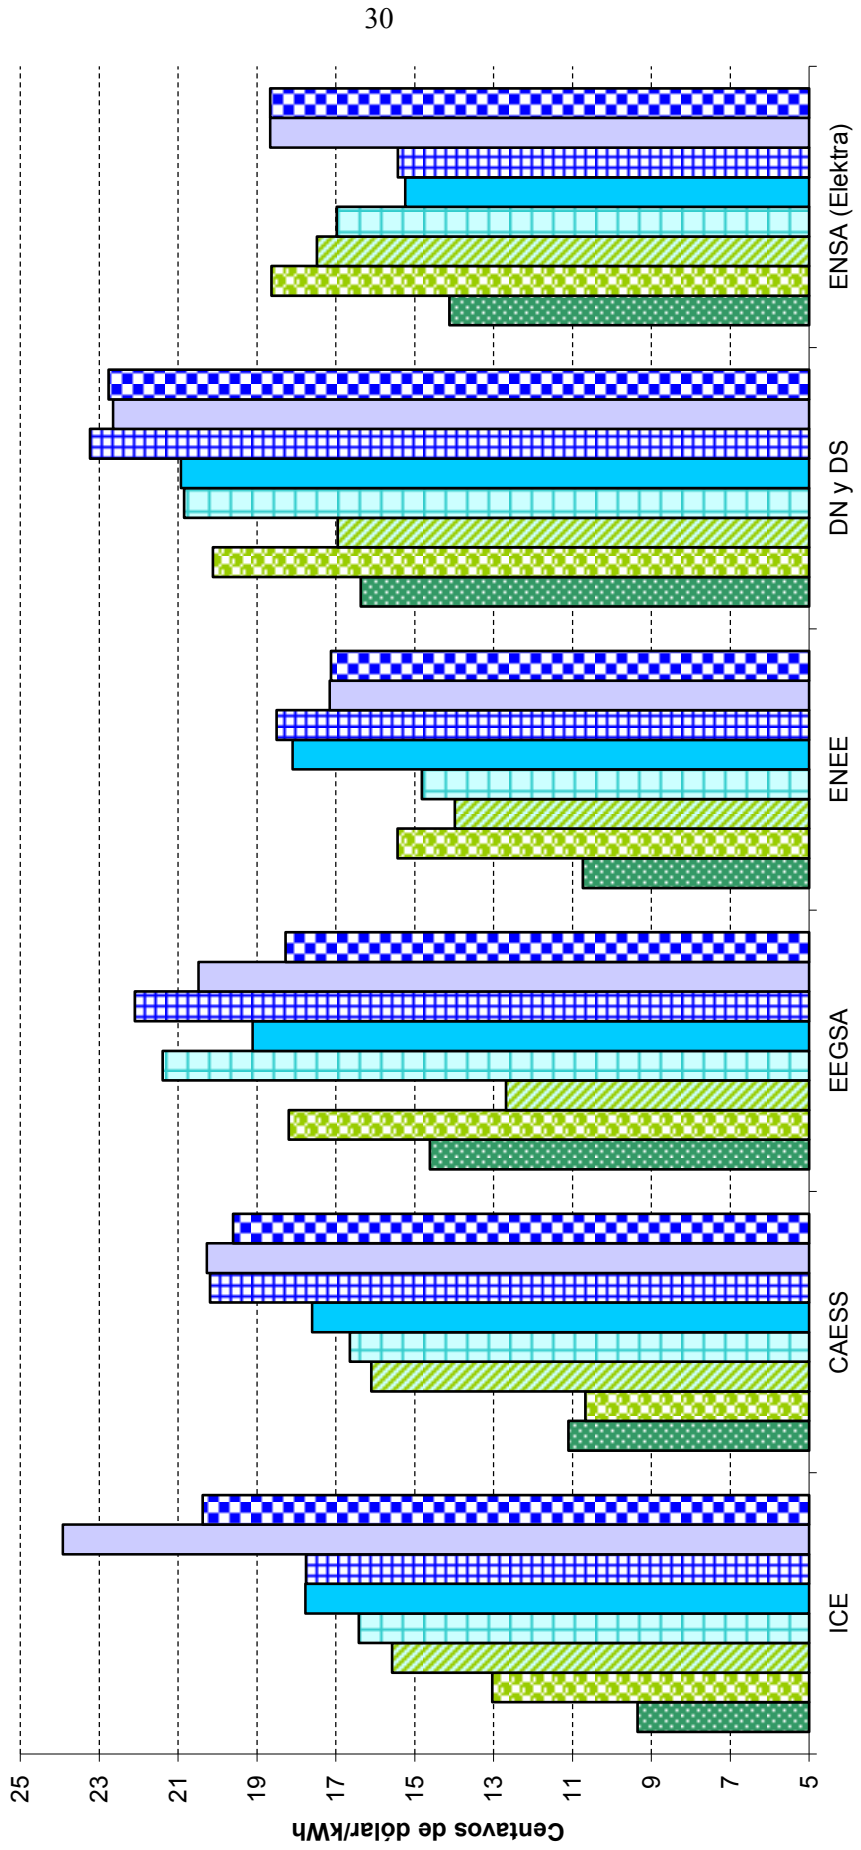 30
25
23
21
19
17
15
13
11
9
7
5
Centavos de dólar/kWh
ICE
CAESS
EEGSA
ENEE
DN y DS
ENSA (Elektra)